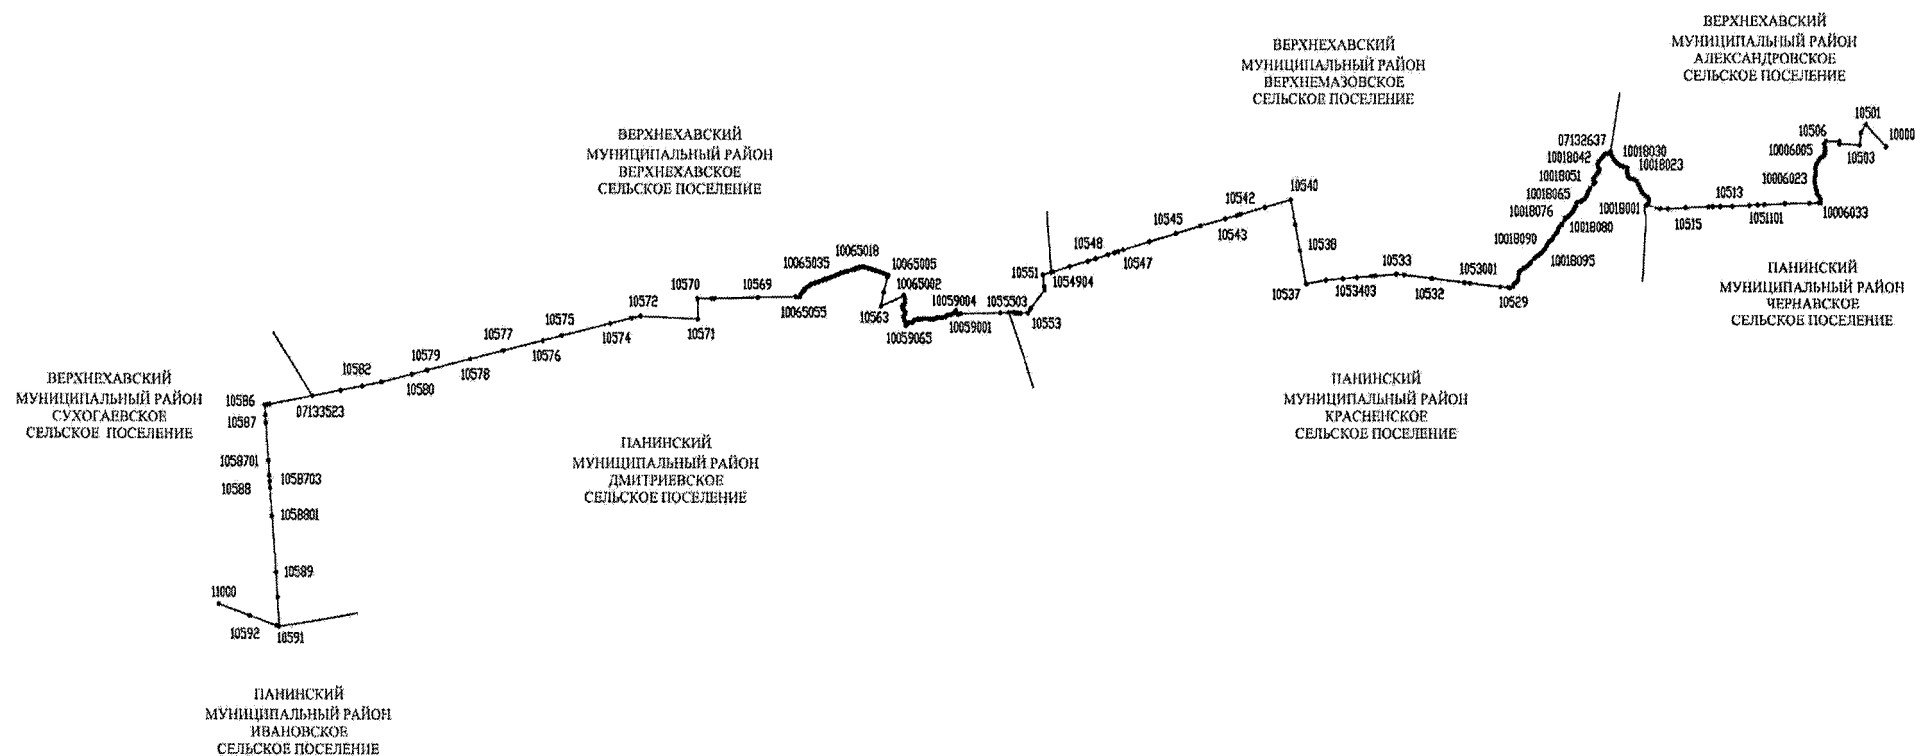 ВЕРХНЕХАВСКИЙ
МУНИЦИПАЛЬНЫЙ РАЙОН
АЛЕКСАНДРОВСКОЕ
СЕЛЬСКОЕ ПОСЕЛЕНИЕ
ВЕРХНЕХАВСКИЙ
МУНИЦИПАЛЬНЫЙ РАЙОН
ВЕРХНЕМАЗОВСКОЕ
СЕЛЬСКОЕ ПОСЕЛЕНИЕ
ВЕРХНЕХАВСКИЙ
МУНИЦИПАЛЬНЫЙ РАЙОН
ВЕРХНЕХАВСКОЕ
СЕЛЬСКОЕ ПОСЕЛЕНИЕ
10501
10000
10506
10503
10006005
10006023
10006033
07132637
10018030
10018042
10018023
10018051
10018065
10018076
10018001
10018080
10018090
10018095
10513
10515
1051101
10540
10542
10543
10545
10548
10547
10538
10533
1053001
10537
1053403
10532
10529
10551
1054904
10065018
10065035
10065005
10065002
10065055
10563
10059004
1055503
10059065
10059001
10553
10570
10569
10571
10572
10575
10574
10577
10576
10579
10578
10582
10580
ПАНИНСКИЙ
МУНИЦИПАЛЬНЫЙ РАЙОН
ЧЕРНАВСКОЕ
СЕЛЬСКОЕ ПОСЕЛЕНИЕ
ПАНИНСКИЙ
МУНИЦИПАЛЬНЫЙ РАЙОН
КРАСНЕНСКОЕ
СЕЛЬСКОЕ ПОСЕЛЕНИЕ
ВЕРХНЕХАВСКИЙ
МУНИЦИПАЛЬНЫЙ РАЙОН
СУХОГАЕВСКОЕ
СЕЛЬСКОЕ ПОСЕЛЕНИЕ
10586
07133523
10587
1058701
1058703
10588
1058801
10589
11000
10592
10591
ПАНИНСКИЙ
МУНИЦИПАЛЬНЫЙ РАЙОН
ДМИТРИЕВСКОЕ
СЕЛЬСКОЕ ПОСЕЛЕНИЕ
ПАНИНСКИЙ
МУНИЦИПАЛЬНЫЙ РАЙОН
ИВАНОВСКОЕ
СЕЛЬСКОЕ ПОСЕЛЕНИЕ